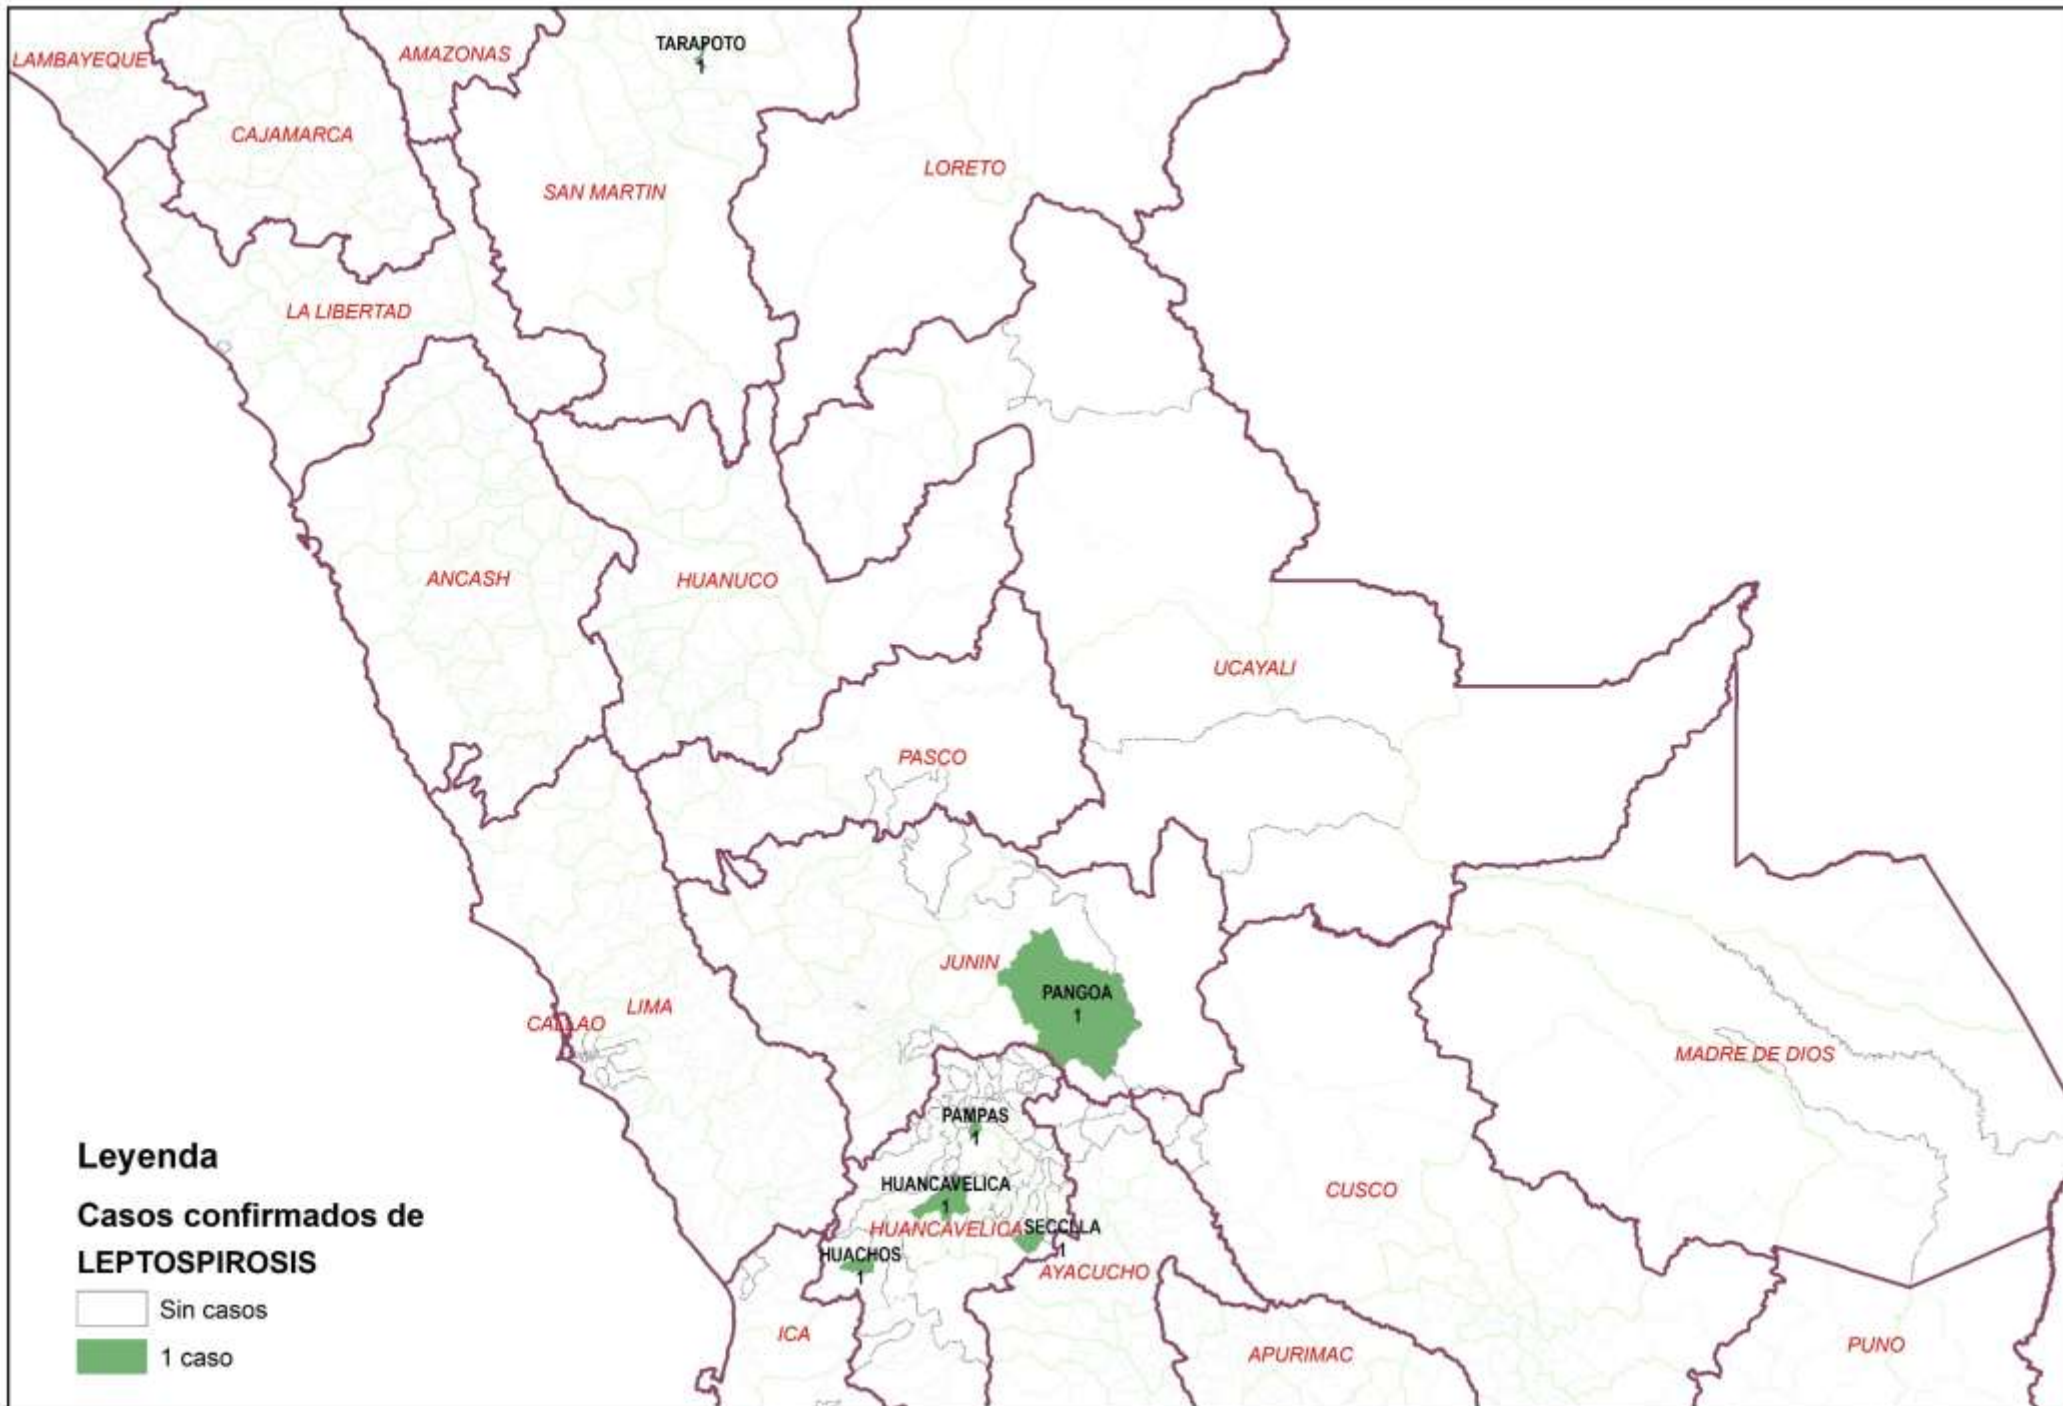 TARAPOTO
1
LAMBAYEQUE
AMAZONAS
CAJAMARCA
LORETO
SAN MARTIN
LA LIBERTAD
ANCASH
HUANUCO
UCAYALI
PASCO
JUNIN
PANGOA
1
LIMA
CALLAO
MADRE DE DIOS
PAMPAS
1
HUANCAVELICA
1
CUSCO
HUANCAVELICA
SECCLLA
1
HUACHOS
1
AYACUCHO
ICA
APURIMAC
PUNO
Leyenda
Casos confirmados de
LEPTOSPIROSIS
Sin casos
1 caso